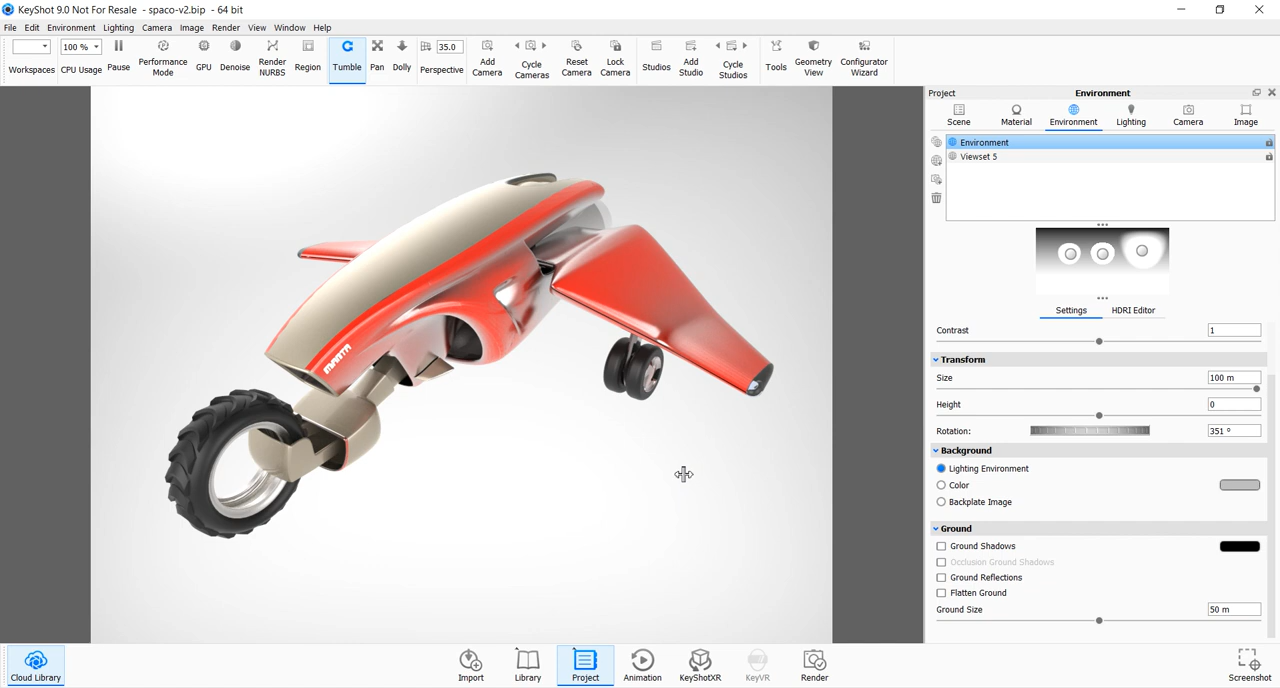 KeyShot 9.0 Not For Resale - spaco-v2.bip - 64 bit
File Edit Environment Lighting Camera Image Render View Window Help
100 %
35.0
Workspaces CPU Usage Pause Performance Mode GPU Denoise Render NURBS Region Tumble Pan Dolly Perspective Add Camera Cycle Cameras Reset Camera Lock Camera Studios Add Studio Cycle Studios Tools Geometry View Configurator Wizard
Project Environment
Scene Material Environment Lighting Camera Image
Environment
Viewset 5
Settings HDRI Editor
Contrast 1
Transform
Size 100 m
Height 0
Rotation: 351 °
Background
Lighting Environment
Color
Backplate Image
Ground
Ground Shadows
Occlusion Ground Shadows
Ground Reflections
Flatten Ground
Ground Size 50 m
MANTA
Cloud Library Import Library Project Animation KeyShotXR KeyVR Render Screenshot